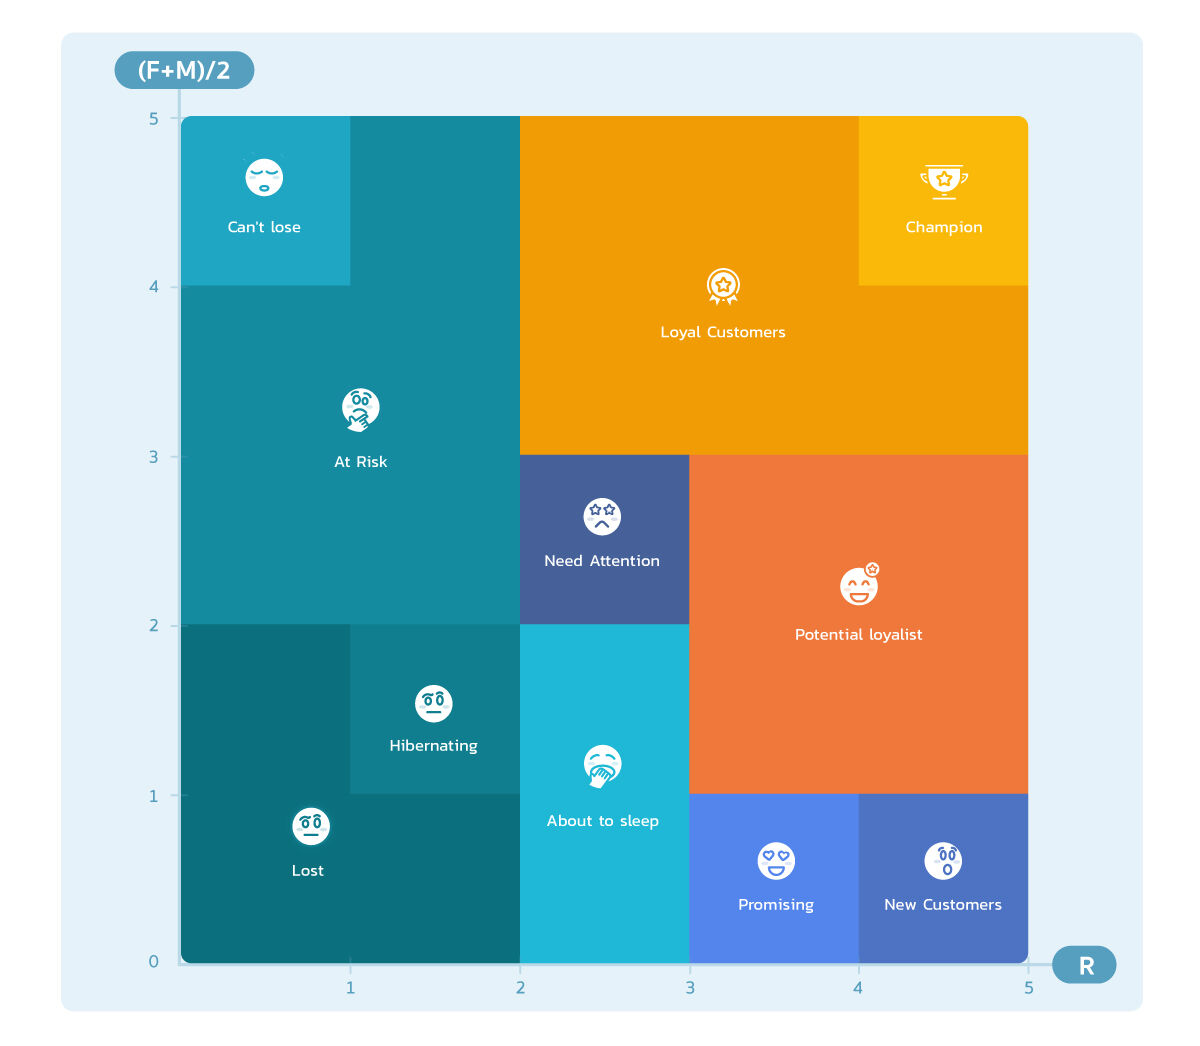 (F+M)/2
5
Can't lose
Champion
4
Loyal Customers
3
At Risk
Need Attention
2
Potential loyalist
Hibernating
1
About to sleep
Lost
Promising
New Customers
0
R
1
2
3
4
5